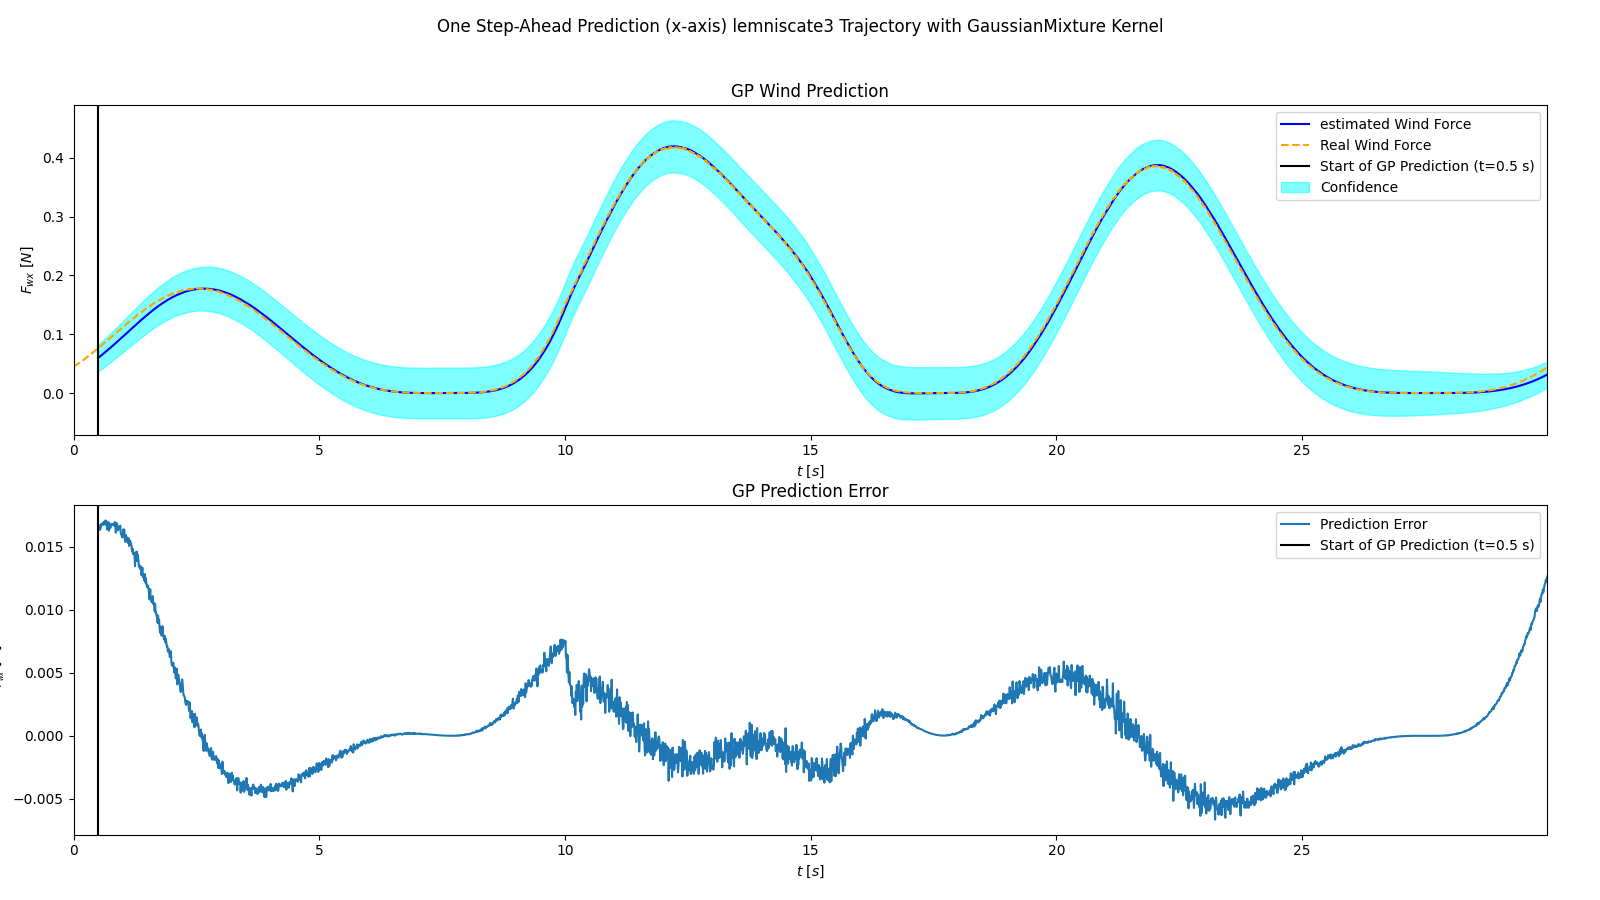 One Step-Ahead Prediction (x-axis) lemniscate3 Trajectory with GaussianMixture Kernel
GP Wind Prediction
estimated Wind Force
Real Wind Force
Start of GP Prediction (t=0.5 s)
Confidence
F_wx [N]
0.4
0.3
0.2
0.1
0.0
0
5
10
15
20
25
t [s]
GP Prediction Error
Prediction Error
Start of GP Prediction (t=0.5 s)
0.015
0.010
0.005
0.000
−0.005
0
5
10
15
20
25
t [s]